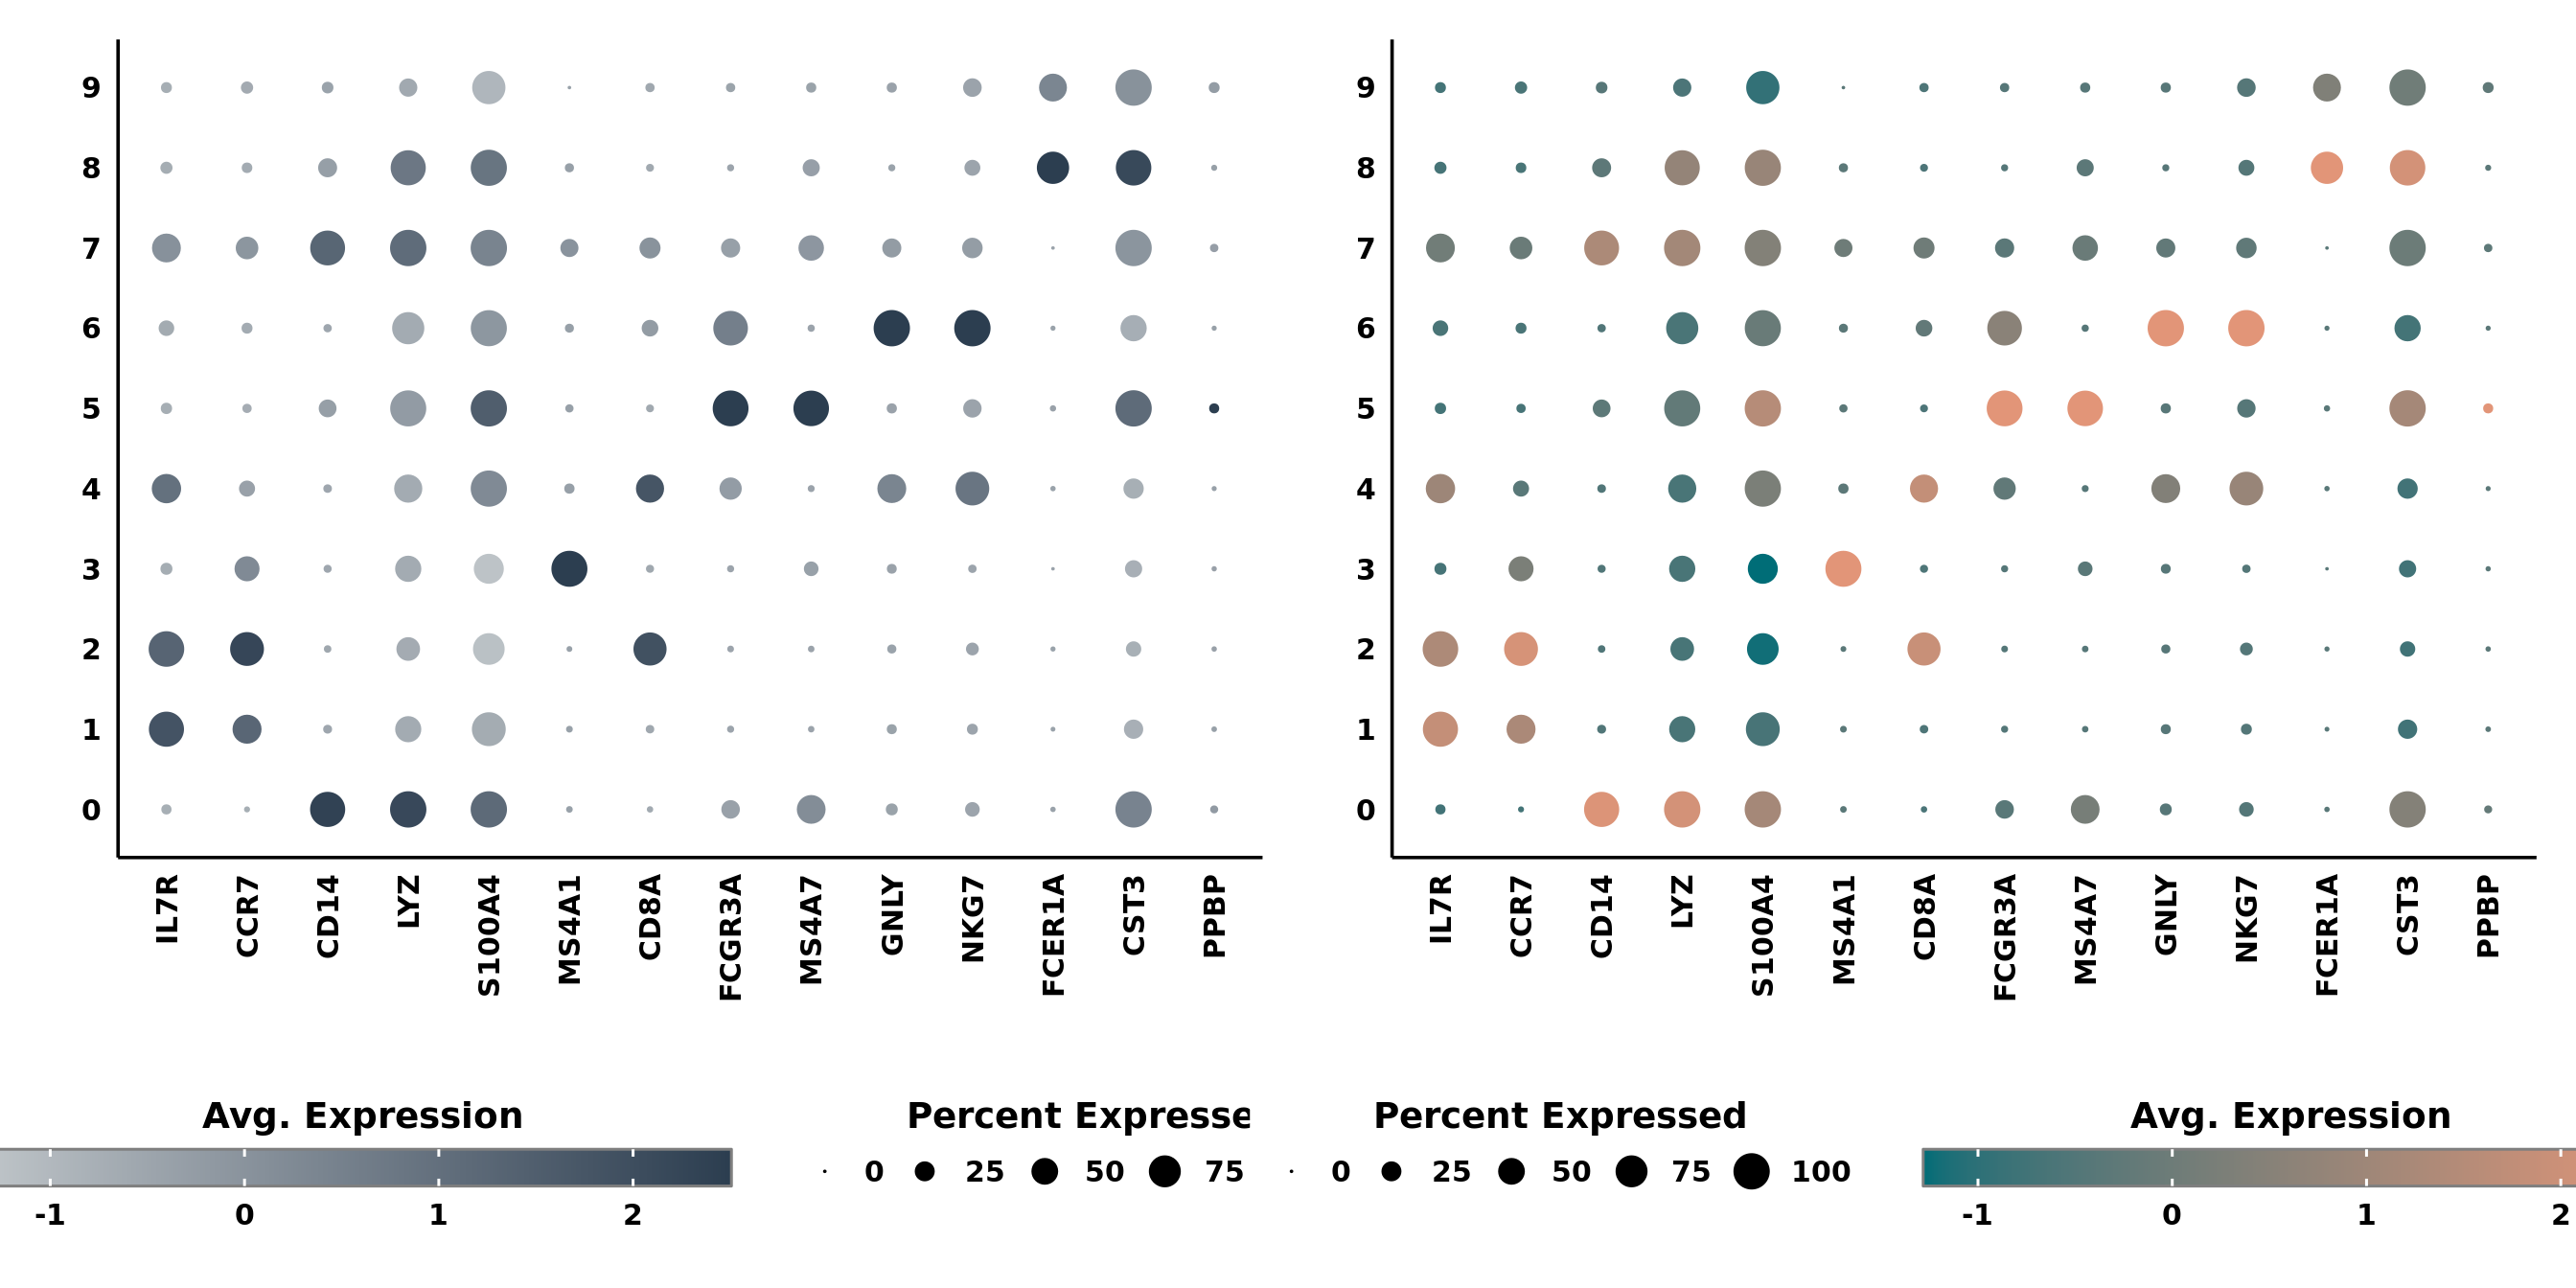 9
8
7
6
5
4
3
2
1
0
IL7R
CCR7
CD14
LYZ
S100A4
MS4A1
CD8A
FCGR3A
MS4A7
GNLY
NKG7
FCER1A
CST3
PPBP
Avg. Expression
-1 0 1 2
Percent Expresse
0 25 50 75
9
8
7
6
5
4
3
2
1
0
IL7R
CCR7
CD14
LYZ
S100A4
MS4A1
CD8A
FCGR3A
MS4A7
GNLY
NKG7
FCER1A
CST3
PPBP
Percent Expressed
0 25 50 75 100
Avg. Expression
-1 0 1 2